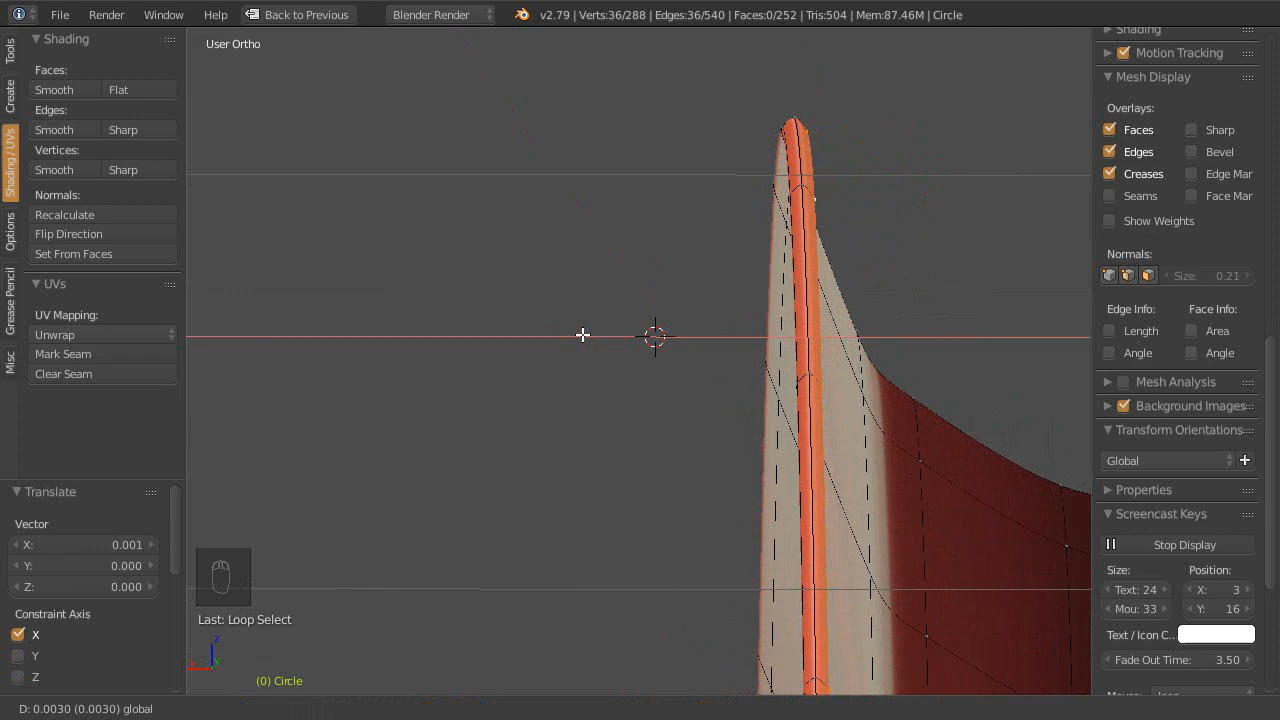 File Render Window Help Back to Previous Blender Render v2.79 | Verts:36/288 | Edges:36/540 | Faces:0/252 | Tris:504 | Mem:87.46M | Circle
Tools
Create
Shading / UVs
Options
Grease Pencil
Misc
Shading
Faces:
Smooth Flat
Edges:
Smooth Sharp
Vertices:
Smooth Sharp
Normals:
Recalculate
Flip Direction
Set From Faces
UVs
UV Mapping:
Unwrap
Mark Seam
Clear Seam
Translate
Vector
X: 0.001
Y: 0.000
Z: 0.000
Constraint Axis
X
Y
Z
User Ortho
Last: Loop Select
z
x
y
(0) Circle
Shading
Motion Tracking
Mesh Display
Overlays:
Faces Sharp
Edges Bevel
Creases Edge Mar
Seams Face Mar
Show Weights
Normals:
Size: 0.21
Edge Info: Face Info:
Length Area
Angle Angle
Mesh Analysis
Background Images
Transform Orientations
Global
Properties
Screencast Keys
Stop Display
Size: Position:
Text: 24 X: 3
Mou: 33 Y: 16
Text / Icon C..
Fade Out Time: 3.50
D: 0.0030 (0.0030) global